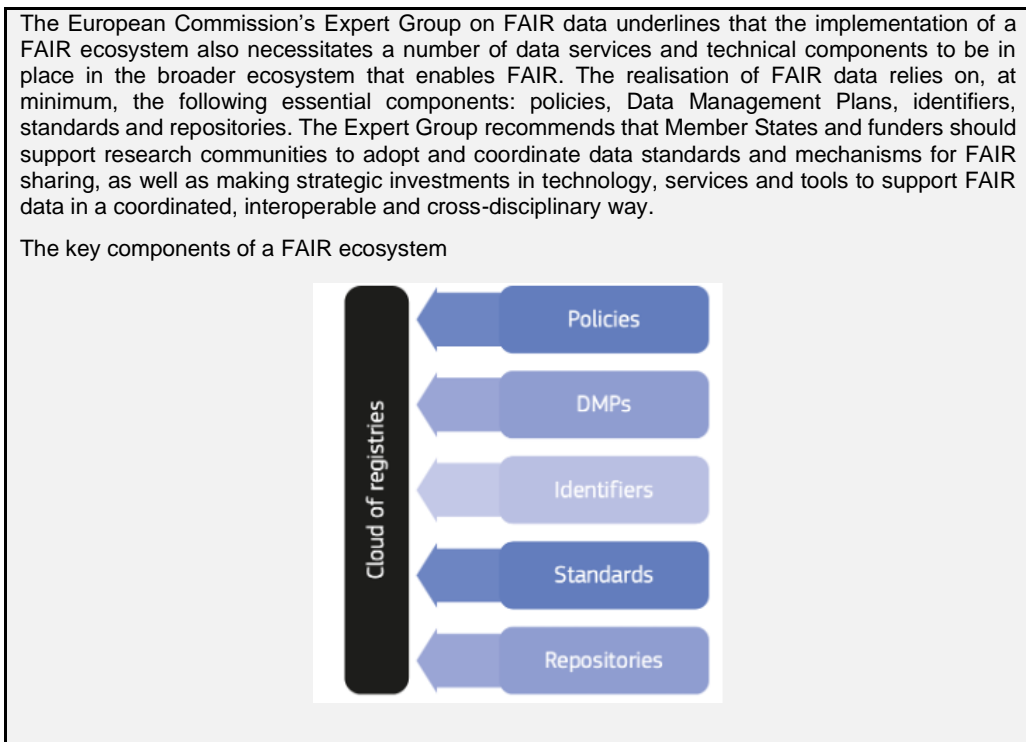 The European Commission’s Expert Group on FAIR data underlines that the implementation of a
FAIR ecosystem also necessitates a number of data services and technical components to be in
place in the broader ecosystem that enables FAIR. The realisation of FAIR data relies on, at
minimum, the following essential components: policies, Data Management Plans, identifiers,
standards and repositories. The Expert Group recommends that Member States and funders should
support research communities to adopt and coordinate data standards and mechanisms for FAIR
sharing, as well as making strategic investments in technology, services and tools to support FAIR
data in a coordinated, interoperable and cross-disciplinary way.
The key components of a FAIR ecosystem
Cloud of registries
Policies
DMPs
Identifiers
Standards
Repositories